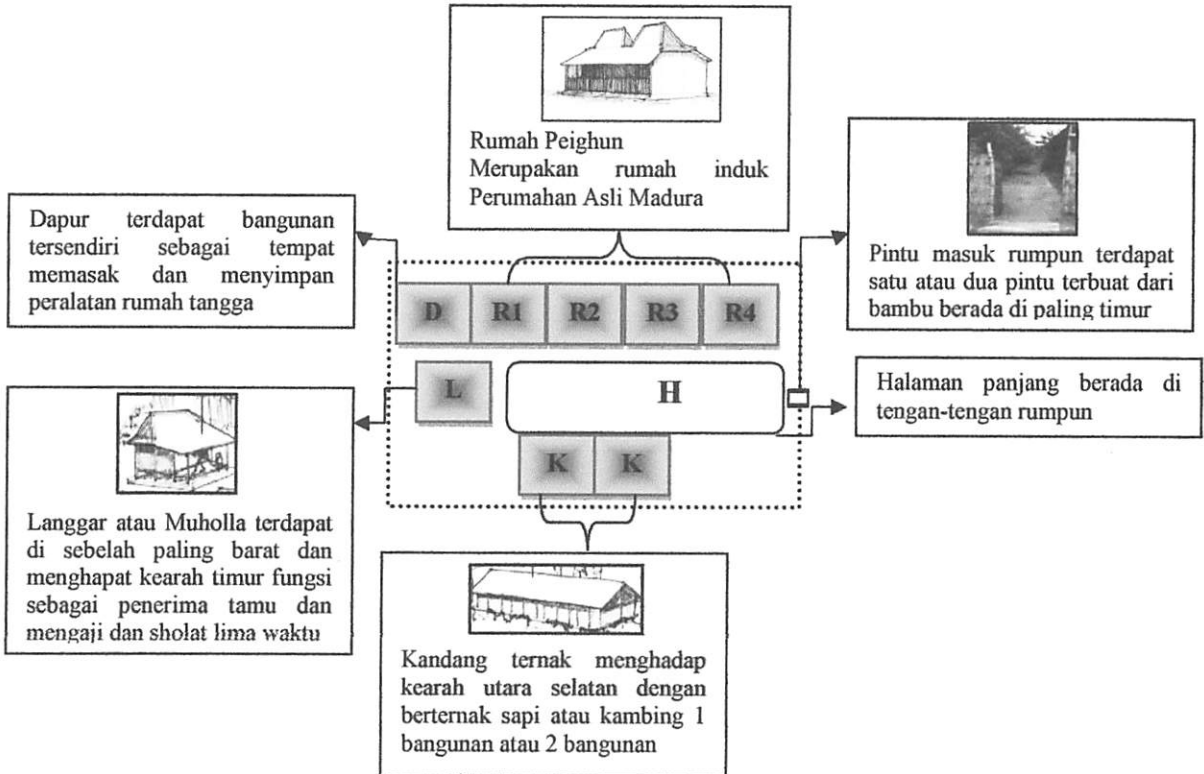 Rumah Peighun
Merupakan rumah induk
Perumahan Asli Madura
Dapur terdapat bangunan
tersendiri sebagai tempat
memasak dan menyimpan
peralatan rumah tangga
Pintu masuk rumpun terdapat
satu atau dua pintu terbuat dari
bambu berada di paling timur
D R1 R2 R3 R4
L H
K K
Halaman panjang berada di
tengan-tengan rumpun
Langgar atau Muholla terdapat
di sebelah paling barat dan
menghapat kearah timur fungsi
sebagai penerima tamu dan
mengaji dan sholat lima waktu
Kandang ternak menghadap
kearah utara selatan dengan
berternak sapi atau kambing 1
bangunan atau 2 bangunan